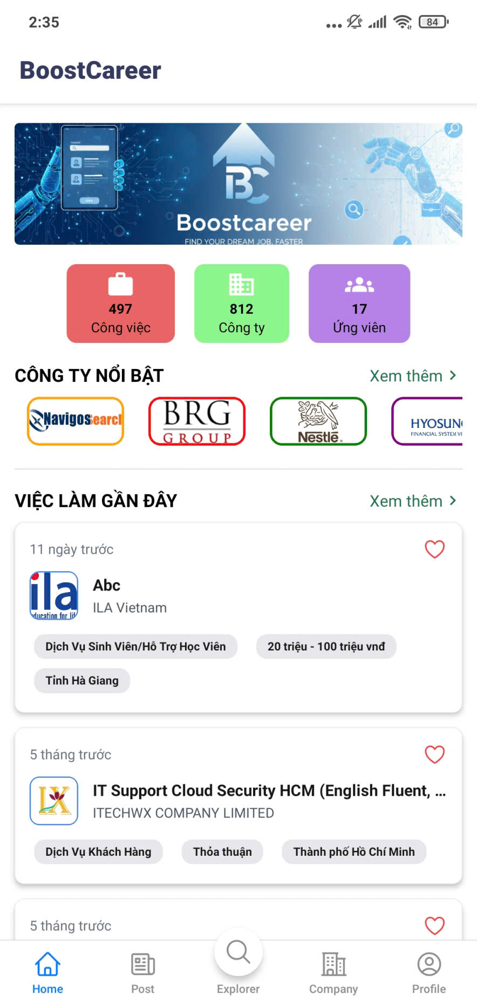 2:35
84
BoostCareer
BC
Boostcareer
FIND YOUR DREAM JOB, FASTER
497
Công việc
812
Công ty
17
Ứng viên
CÔNG TY NỔI BẬT
Xem thêm
NavigosSearch
BRG
GROUP
Nestlé
HYOSUNG
FINANCIAL SYSTEM VI
VIỆC LÀM GẦN ĐÂY
Xem thêm
11 ngày trước
ila
education for lif
Abc
ILA Vietnam
Dịch Vụ Sinh Viên/Hỗ Trợ Học Viên
20 triệu - 100 triệu vnđ
Tỉnh Hà Giang
5 tháng trước
IX
IT Support Cloud Security HCM (English Fluent, ...
ITECHWX COMPANY LIMITED
Dịch Vụ Khách Hàng
Thỏa thuận
Thành phố Hồ Chí Minh
5 tháng trước
Home
Post
Explorer
Company
Profile